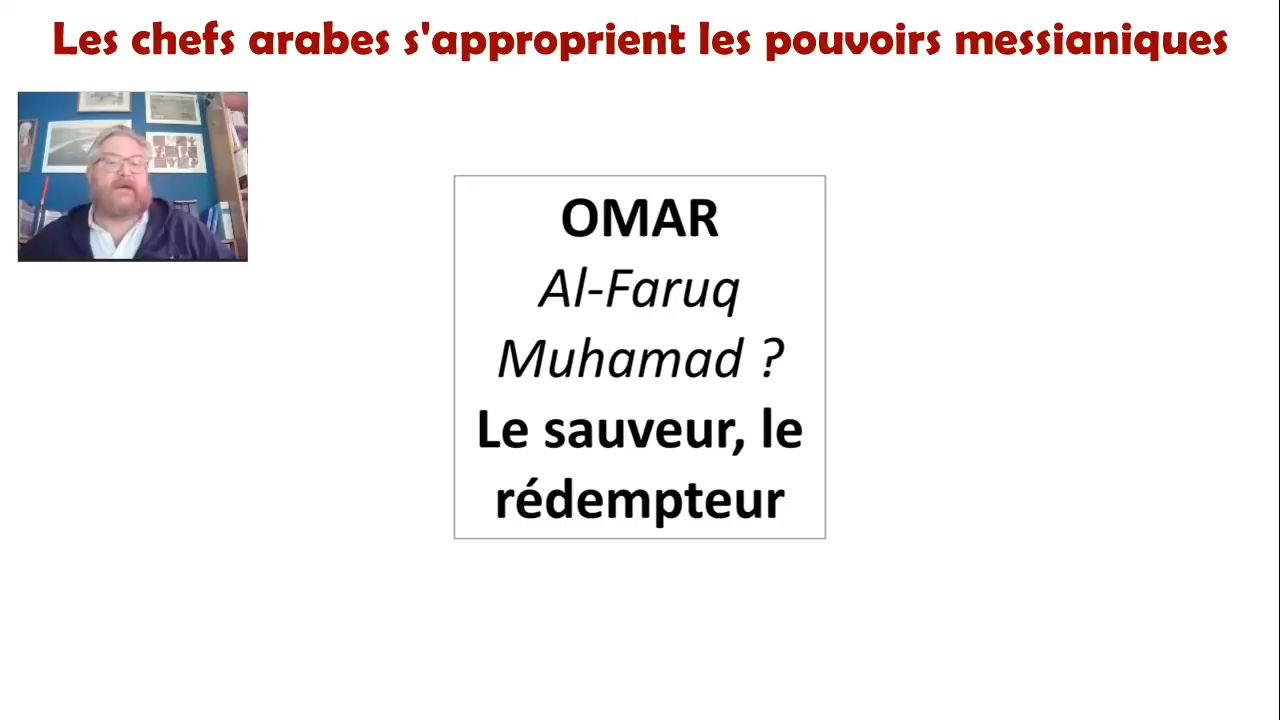 Les chefs arabes s'approprient les pouvoirs messianiques
OMAR
Al-Faruq
Muhamad ?
Le sauveur, le
rédempteur